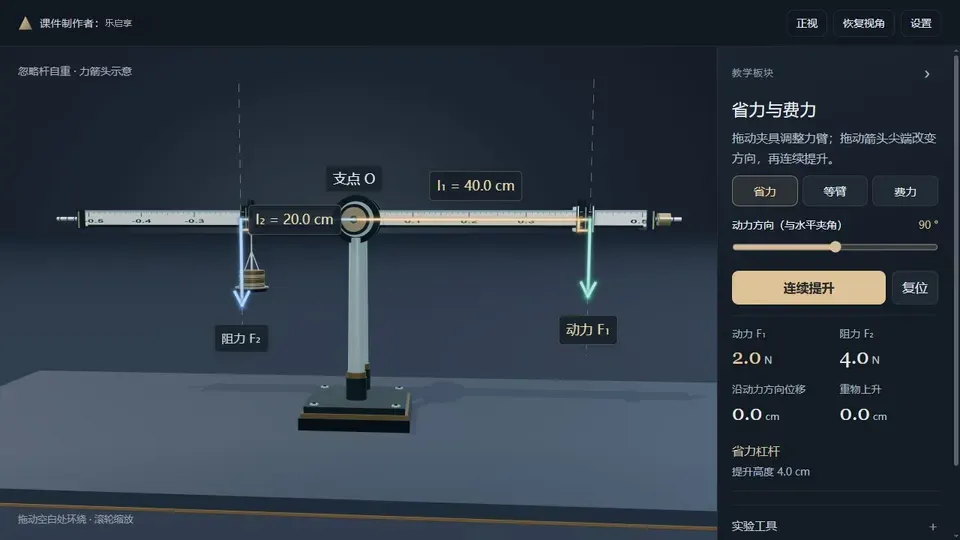 课件制作者：乐启享
正视
恢复视角
设置
忽略杆自重 · 力箭头示意
教学板块
省力与费力
拖动夹具调整力臂；拖动箭头尖端改变
方向，再连续提升。
省力
等臂
费力
动力方向（与水平夹角）
90 °
连续提升
复位
动力 F₁
阻力 F₂
2.0 N
4.0 N
沿动力方向位移
重物上升
0.0 cm
0.0 cm
省力杠杆
提升高度 4.0 cm
实验工具
+
支点 O
l₁ = 40.0 cm
l₂ = 20.0 cm
-0.4
-0.3
阻力 F₂
动力 F₁
拖动空白处环绕 · 滚轮缩放